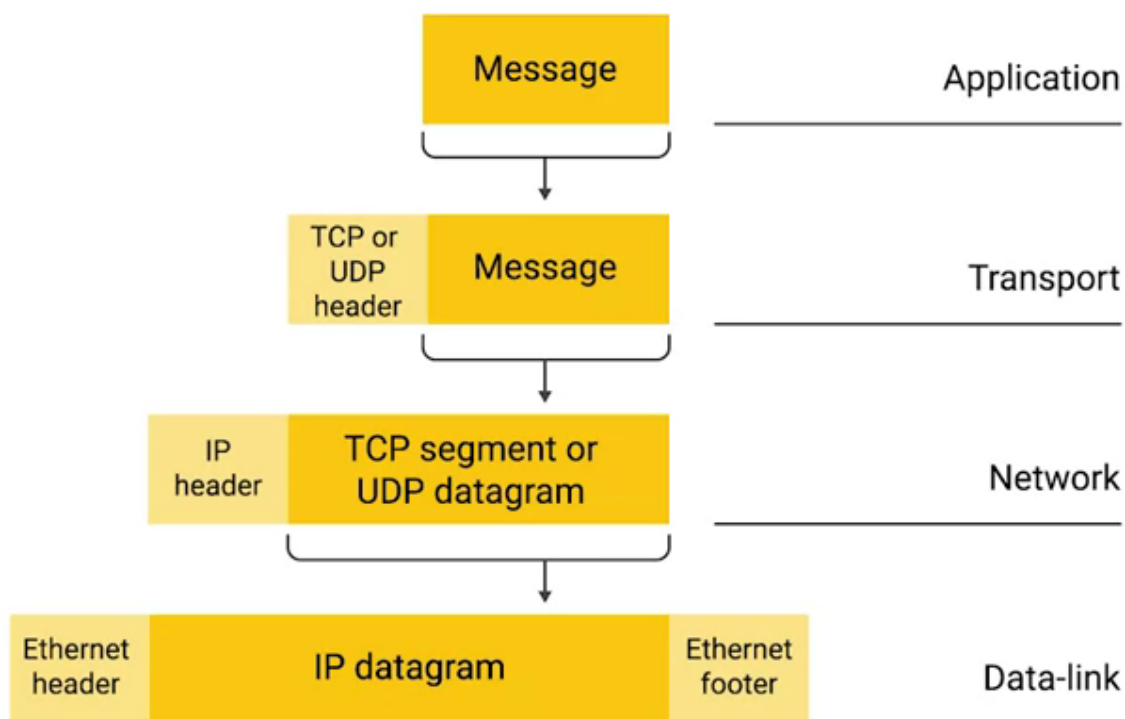 Message
Application
TCP or
UDP
header
Message
Transport
IP
header
TCP segment or
UDP datagram
Network
Ethernet
header
IP datagram
Ethernet
footer
Data-link